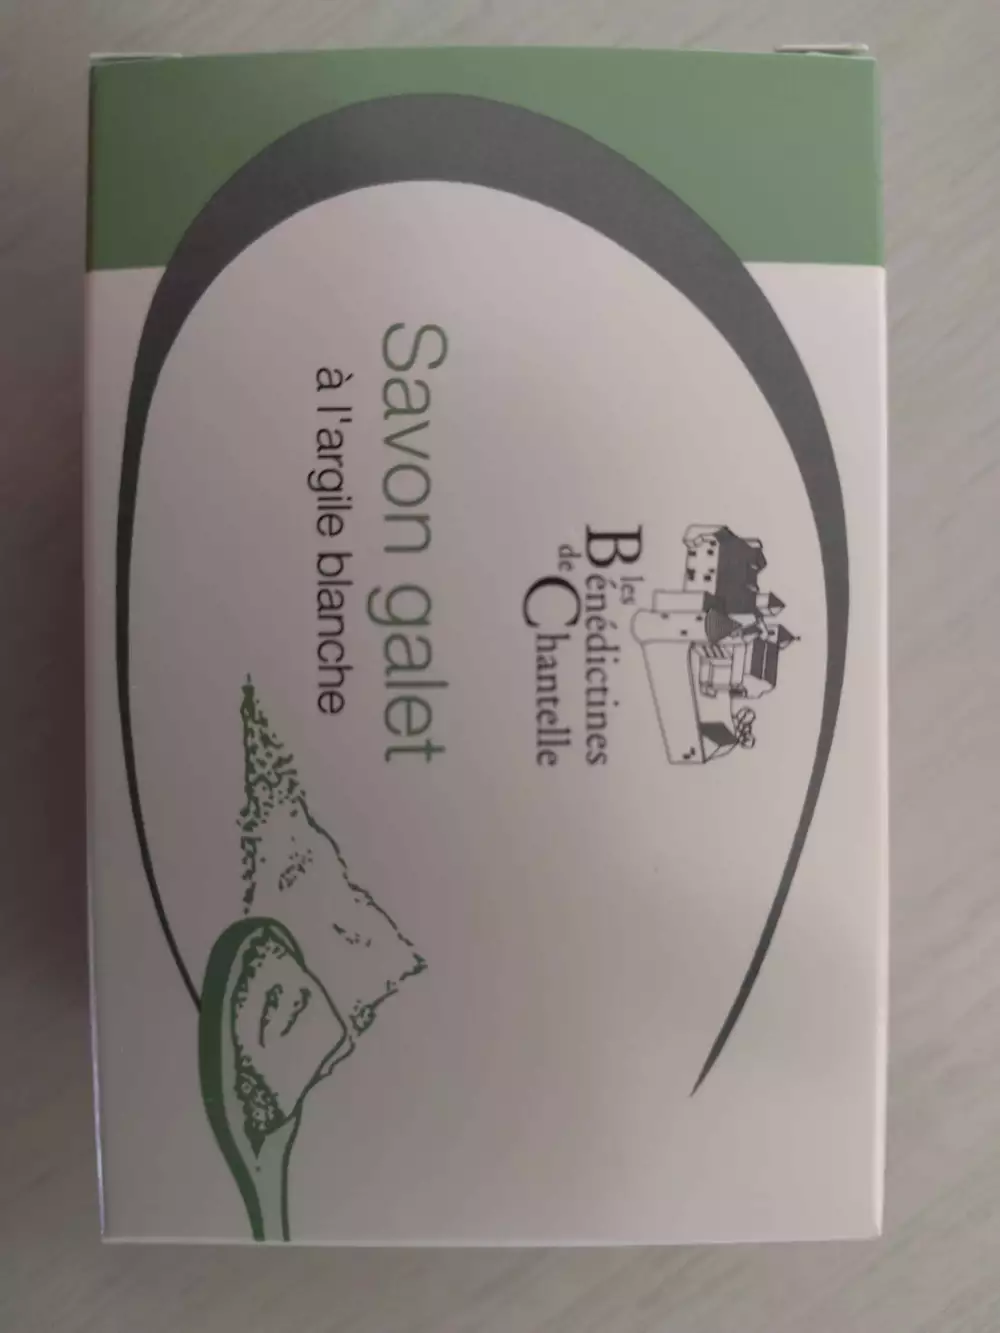 les
Bénédictines
de Chantelle
Savon galet
à l'argile blanche